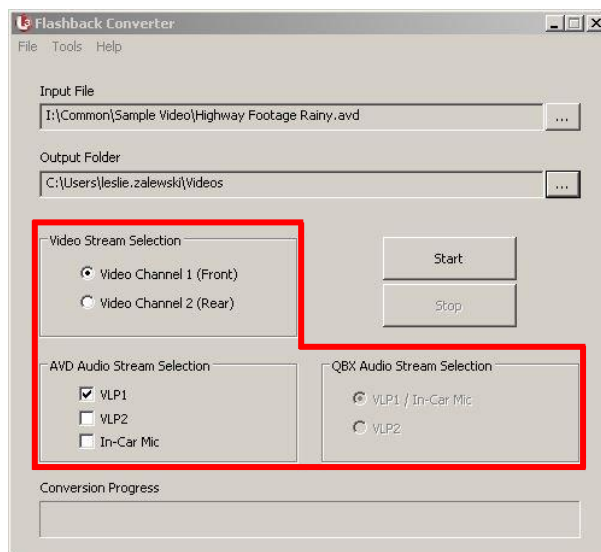 Flashback Converter
File Tools Help
Input File
I:\Common\Sample Video\Highway Footage Rainy.avd
...
Output Folder
C:\Users\leslie.zalewski\Videos
...
Video Stream Selection
Video Channel 1 (Front)
Video Channel 2 (Rear)
Start
Stop
AVD Audio Stream Selection
VLP1
VLP2
In-Car Mic
QBX Audio Stream Selection
VLP1 / In-Car Mic
VLP2
Conversion Progress